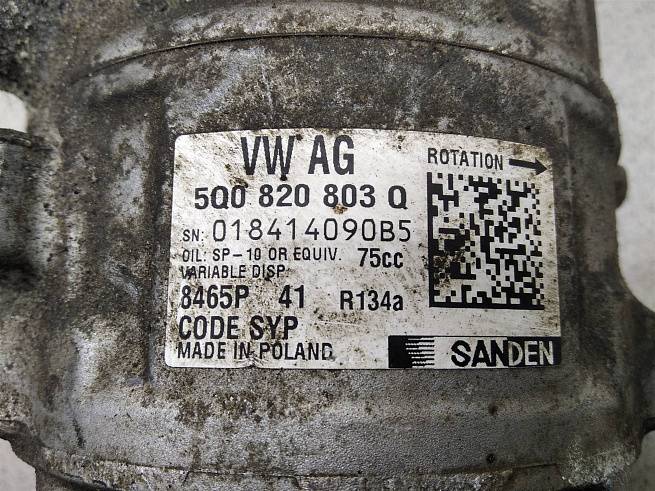 VW AG
ROTATION →
5Q0 820 803 Q
SN: 018414090B5
OIL: SP-10 OR EQUIV. 75cc
VARIABLE DISP
8465P 41 R134a
CODE SYP
MADE IN POLAND
SANDEN